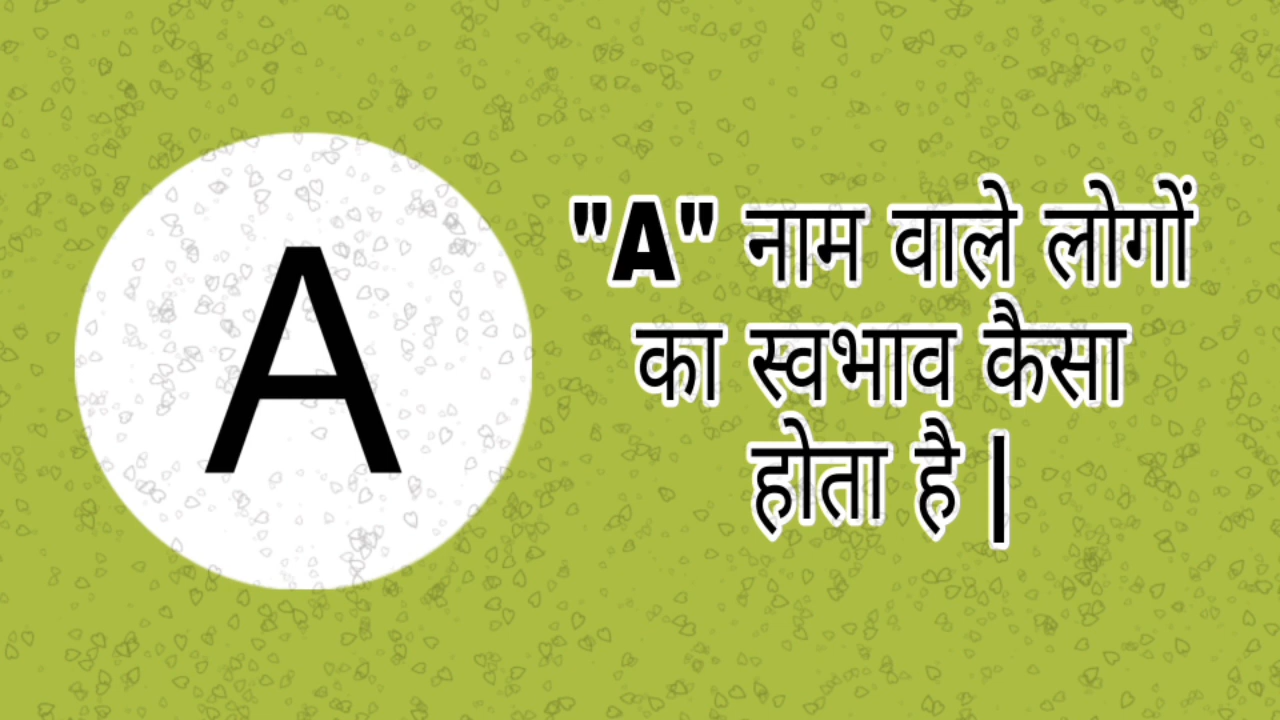 A
"A" नाम वाले लोगों
का स्वभाव कैसा
होता है |